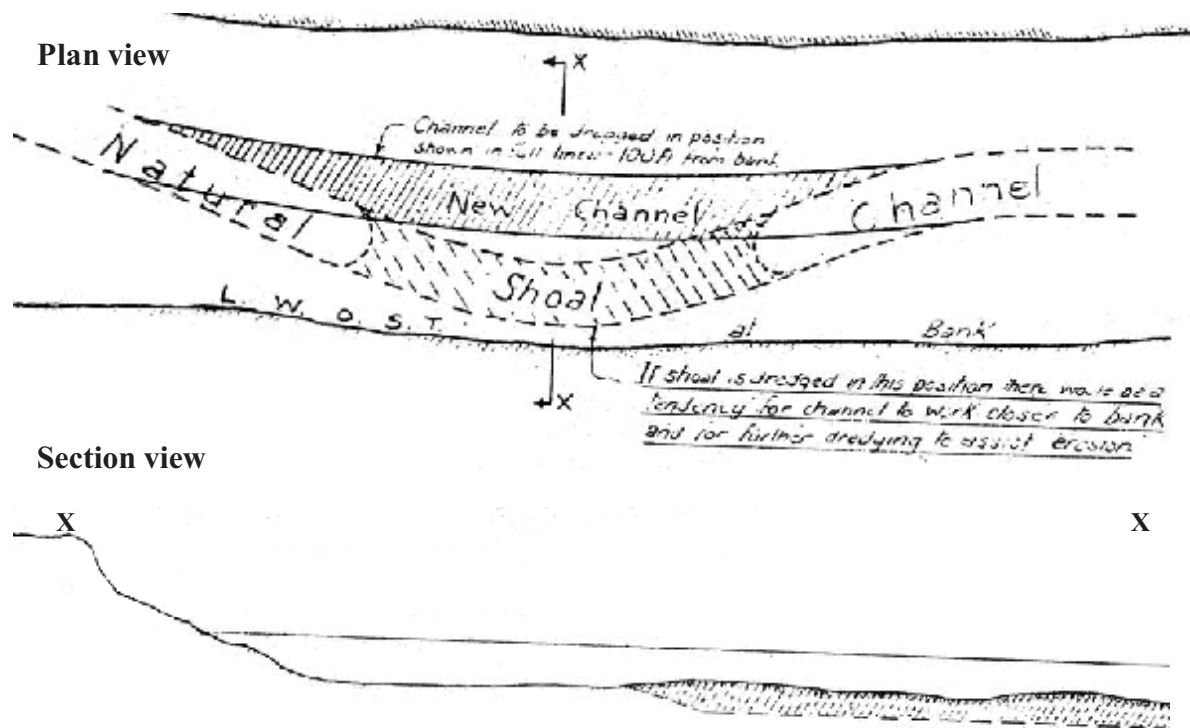 Plan view
X
Channel to be dredged in position
shown in full lines - 100ft from bank
Natural
New Channel
Channel
Shoal
L. W. O. S. T. at Bank
If shoal is dredged in this position there would be a
tendency for channel to work closer to bank
and for further dredging to assist erosion
X
Section view
X X